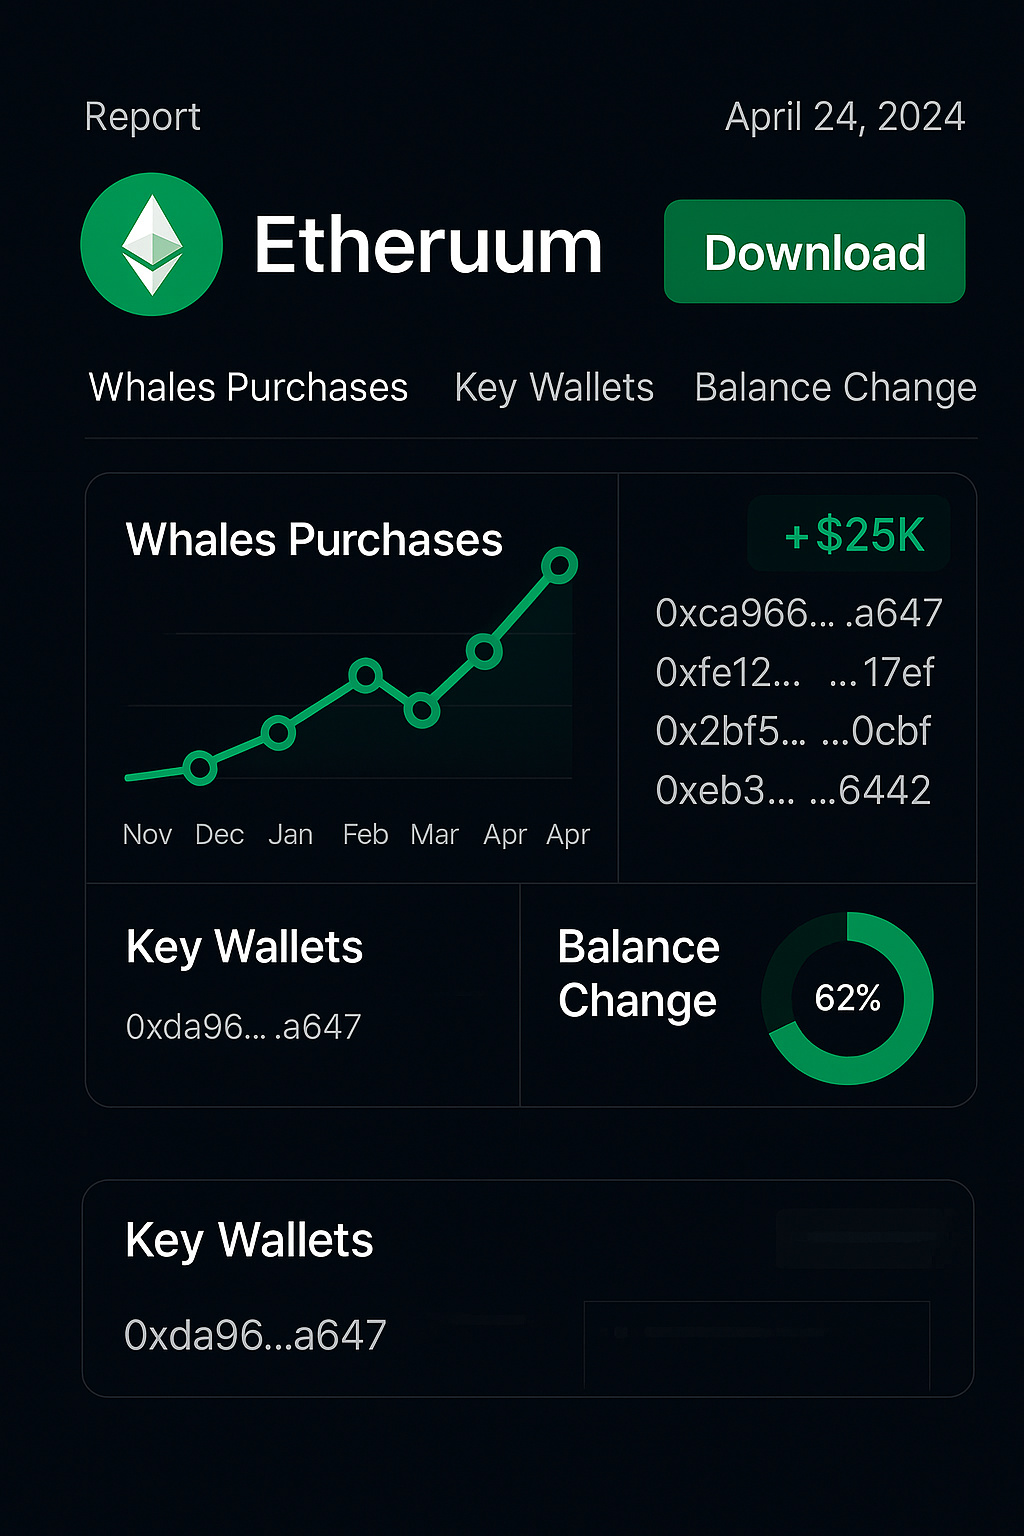 Report
April 24, 2024
Etheruum
Download
Whales Purchases
Key Wallets
Balance Change
Whales Purchases
Nov Dec Jan Feb Mar Apr Apr
+$25K
0xca966... .a647
0xfe12... ...17ef
0x2bf5... ...0cbf
0xeb3... ...6442
Key Wallets
0xda96... .a647
Balance
Change
62%
Key Wallets
0xda96...a647